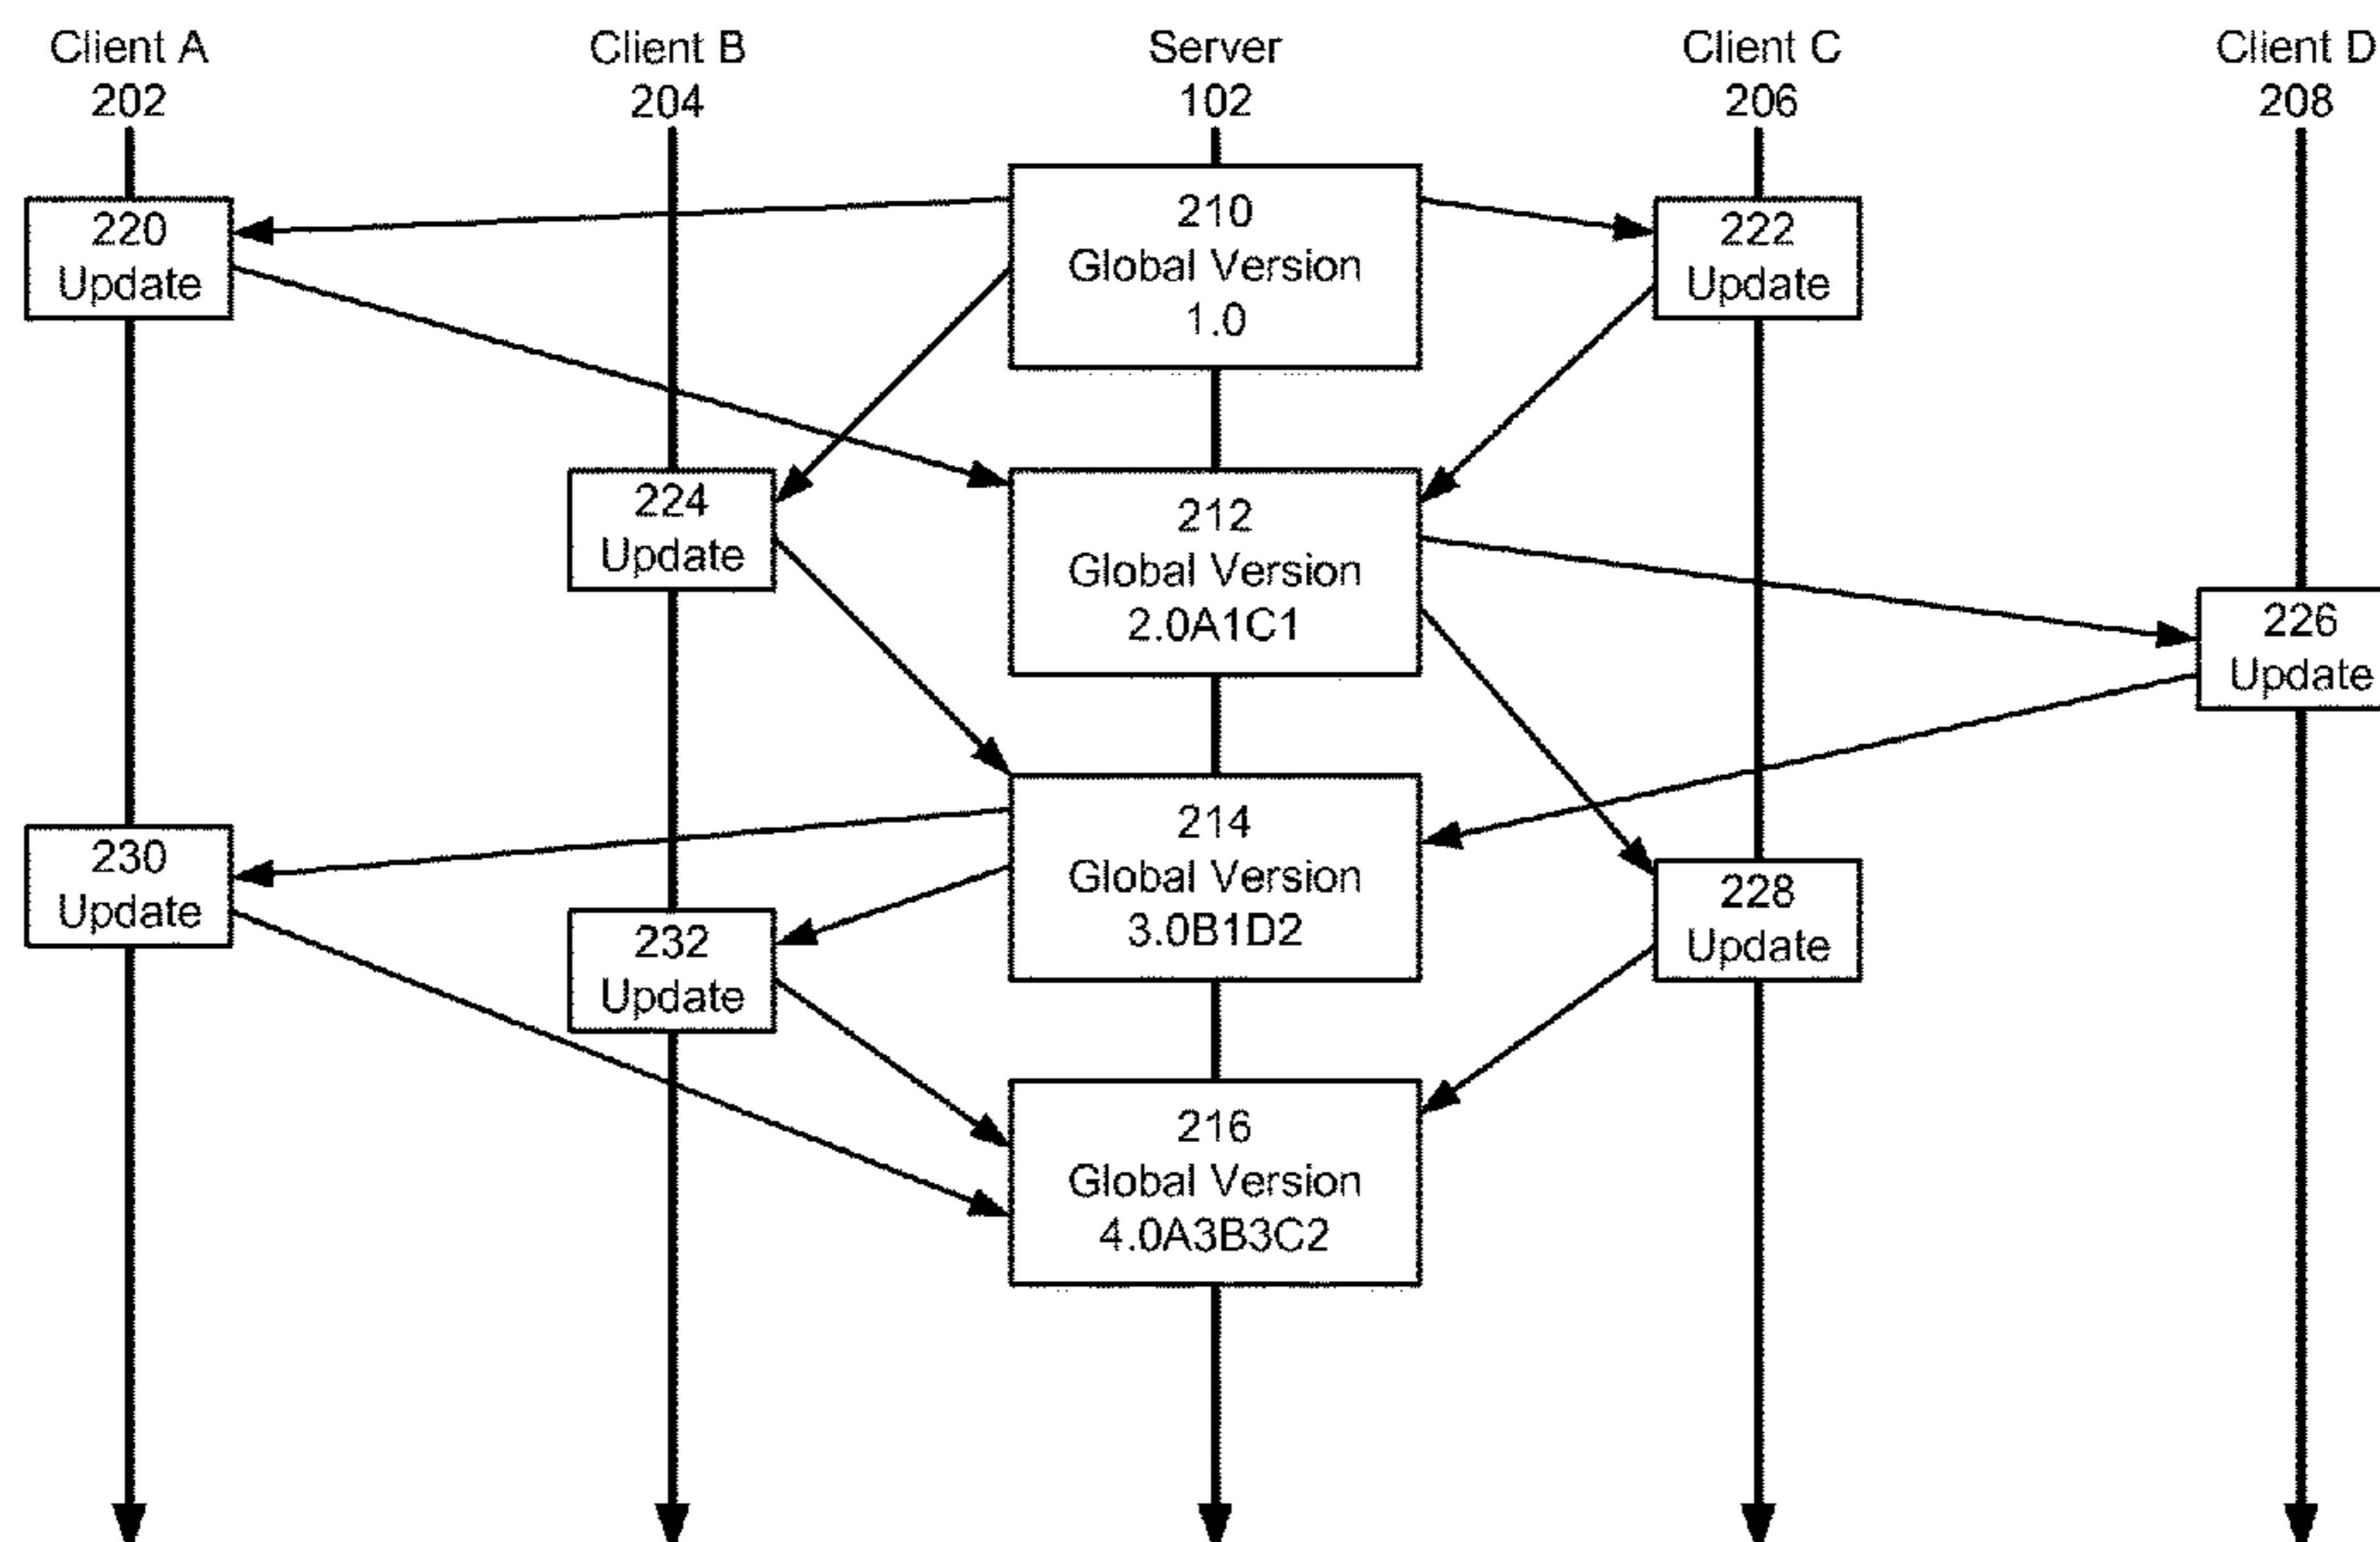 Client A
202
Client B
204
Server
102
Client C
206
Client D
208
220
Update
210
Global Version
1.0
222
Update
224
Update
212
Global Version
2.0A1C1
226
Update
230
Update
232
Update
214
Global Version
3.0B1D2
228
Update
216
Global Version
4.0A3B3C2